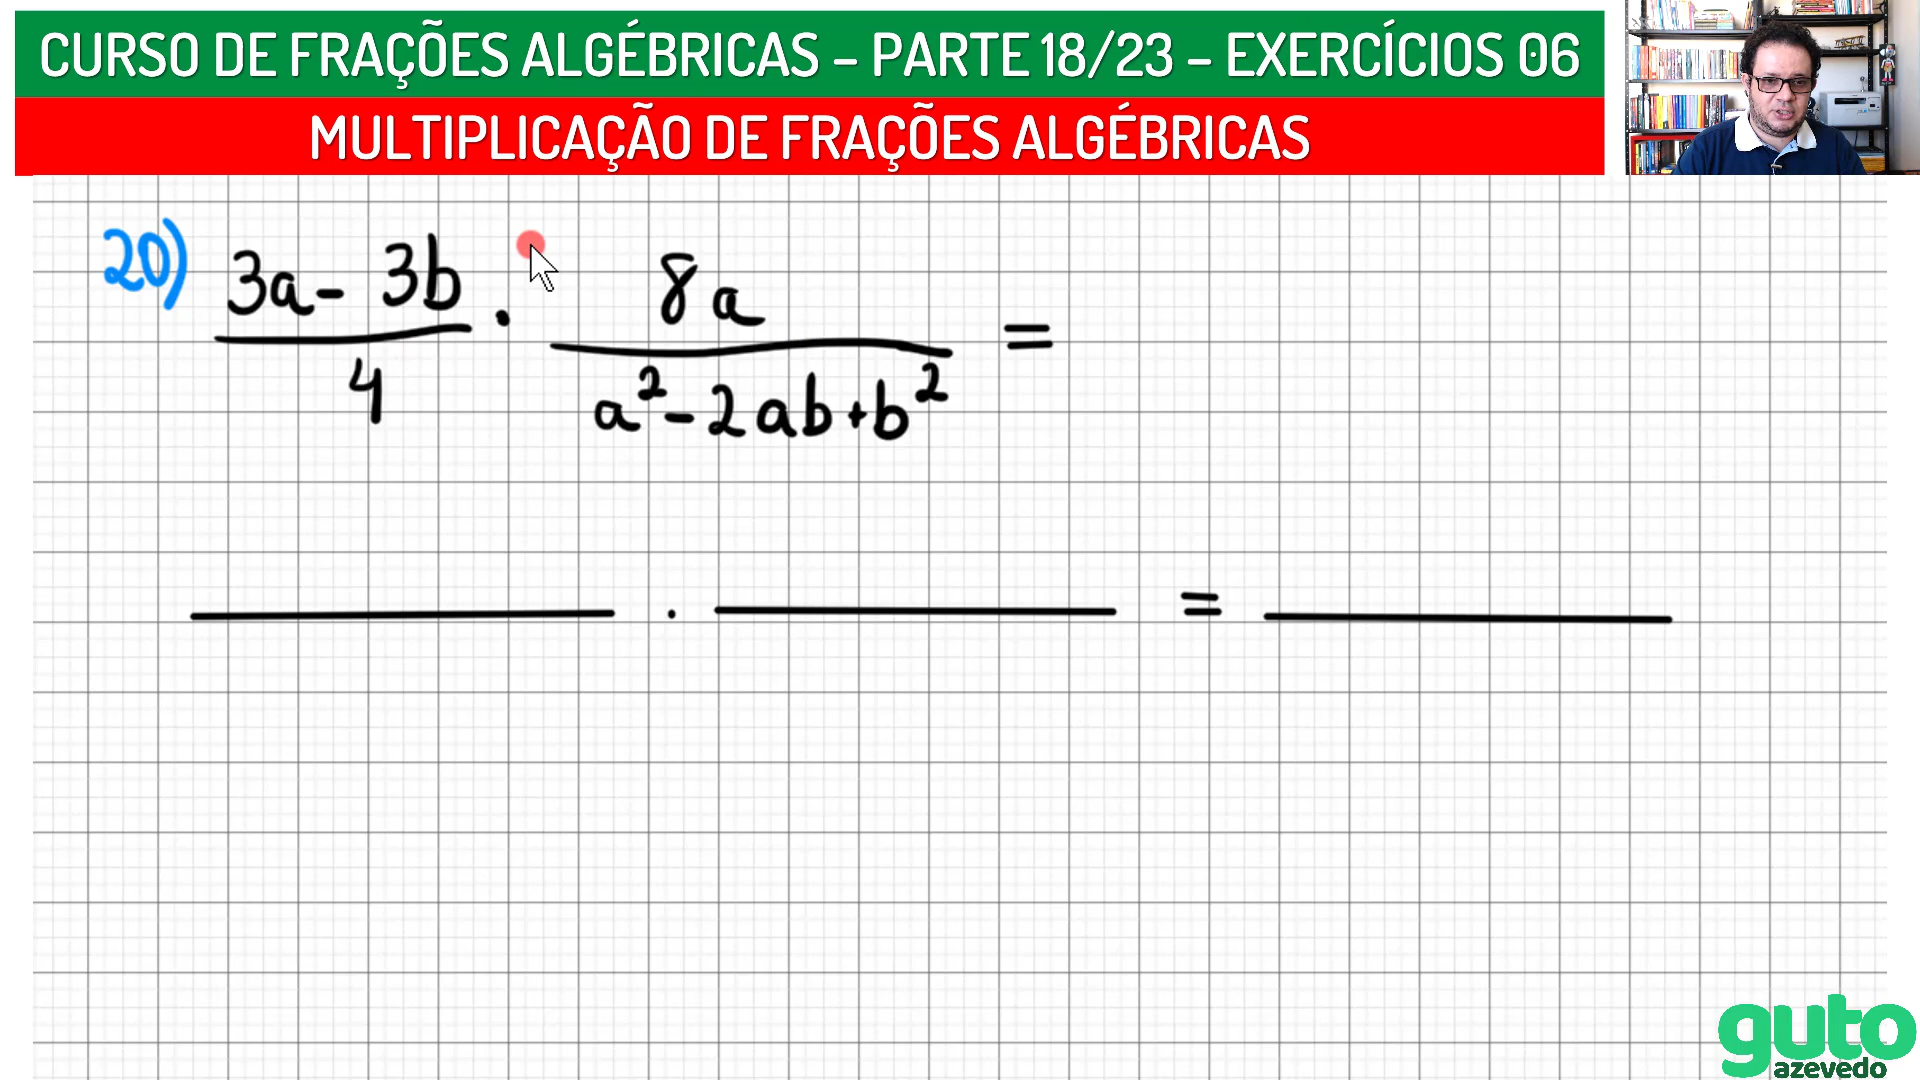 CURSO DE FRAÇÕES ALGÉBRICAS – PARTE 18/23 – EXERCÍCIOS 06
MULTIPLICAÇÃO DE FRAÇÕES ALGÉBRICAS
20) 3a - 3b . 8a =
4 a² - 2ab + b²
. =
guto
azevedo